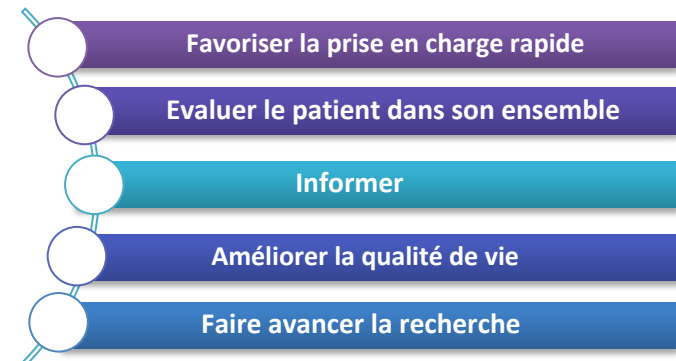 Favoriser la prise en charge rapide
Evaluer le patient dans son ensemble
Informer
Améliorer la qualité de vie
Faire avancer la recherche